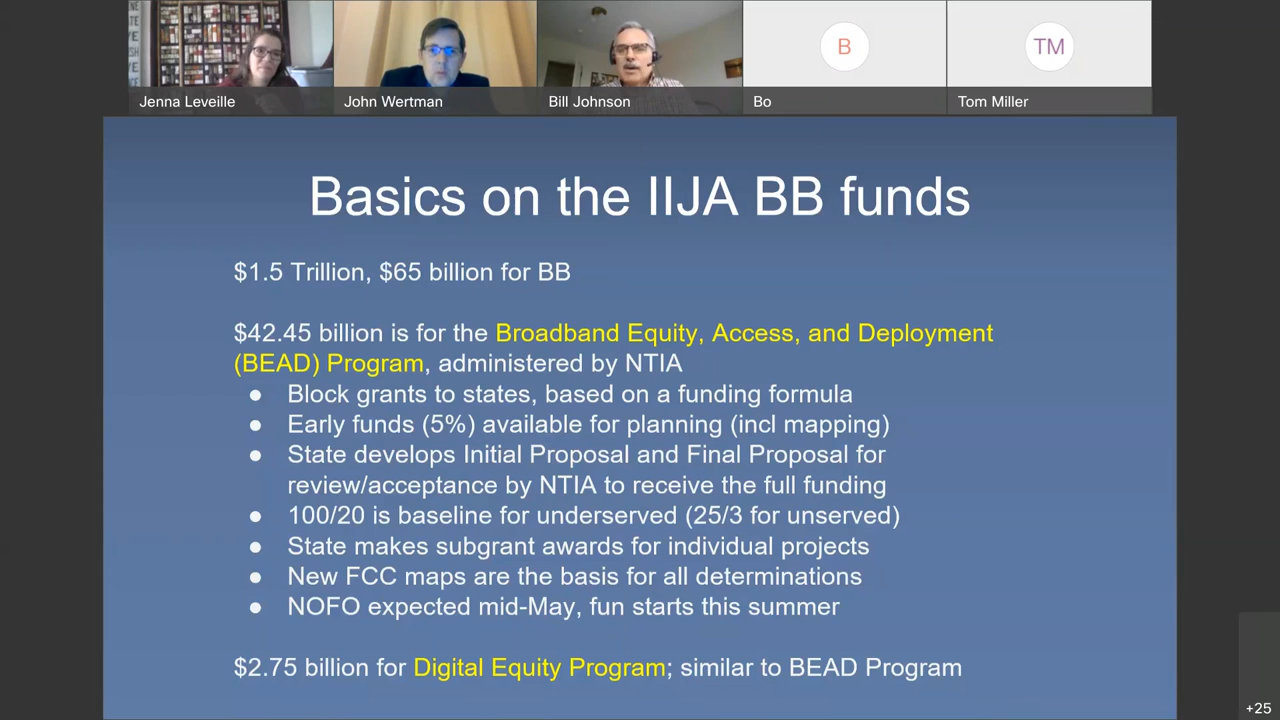 Jenna Leveille
John Wertman
Bill Johnson
B
Bo
TM
Tom Miller
Basics on the IIJA BB funds
$1.5 Trillion, $65 billion for BB
$42.45 billion is for the Broadband Equity, Access, and Deployment
(BEAD) Program, administered by NTIA
● Block grants to states, based on a funding formula
● Early funds (5%) available for planning (incl mapping)
● State develops Initial Proposal and Final Proposal for
review/acceptance by NTIA to receive the full funding
● 100/20 is baseline for underserved (25/3 for unserved)
● State makes subgrant awards for individual projects
● New FCC maps are the basis for all determinations
● NOFO expected mid-May, fun starts this summer
$2.75 billion for Digital Equity Program; similar to BEAD Program
+25